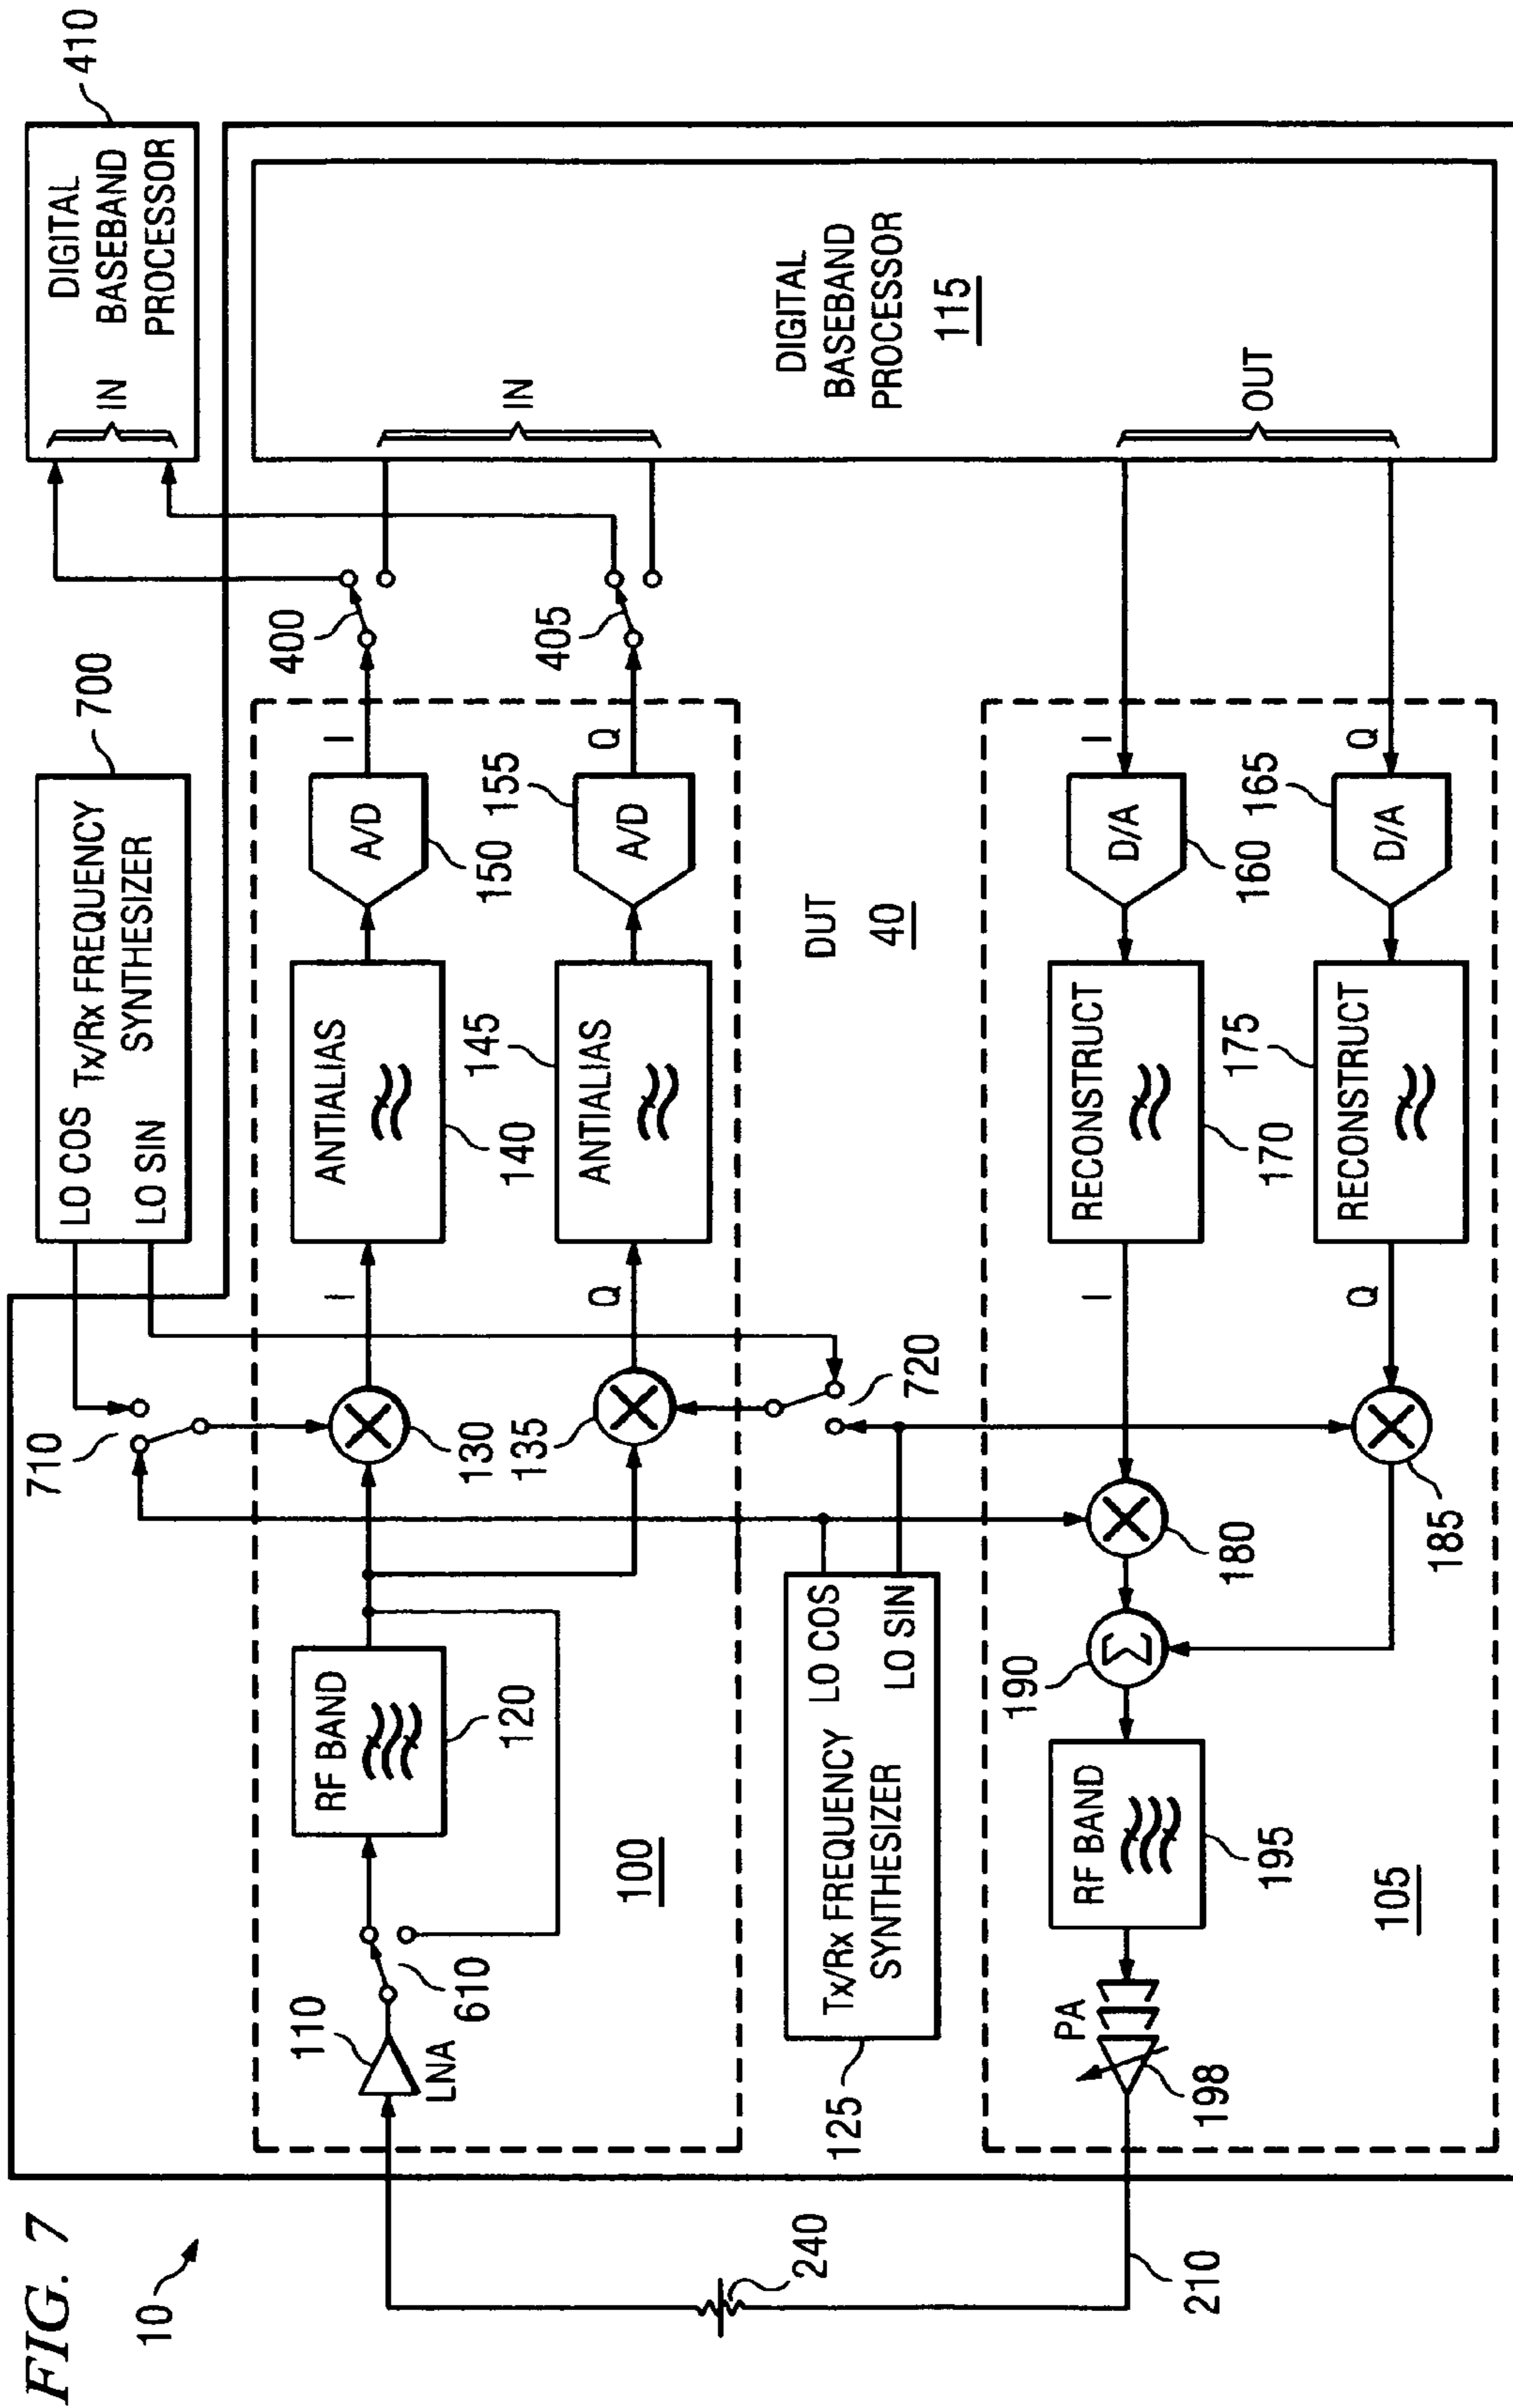 FIG. 7
10
410
DIGITAL
BASEBAND
PROCESSOR
IN
700
LO COS
Tx/Rx FREQUENCY
SYNTHESIZER
LO SIN
710
400
405
110
LNA
610
RF BAND
120
130
135
I
Q
ANTIALIAS
140
ANTIALIAS
145
A/D
150
A/D
155
I
Q
100
IN
DIGITAL
BASEBAND
PROCESSOR
115
OUT
720
DUT
40
125
Tx/Rx FREQUENCY
SYNTHESIZER
LO COS
LO SIN
240
210
PA
198
RF BAND
195
105
190
Σ
180
185
I
Q
RECONSTRUCT
170
RECONSTRUCT
175
D/A
160
D/A
165
I
Q